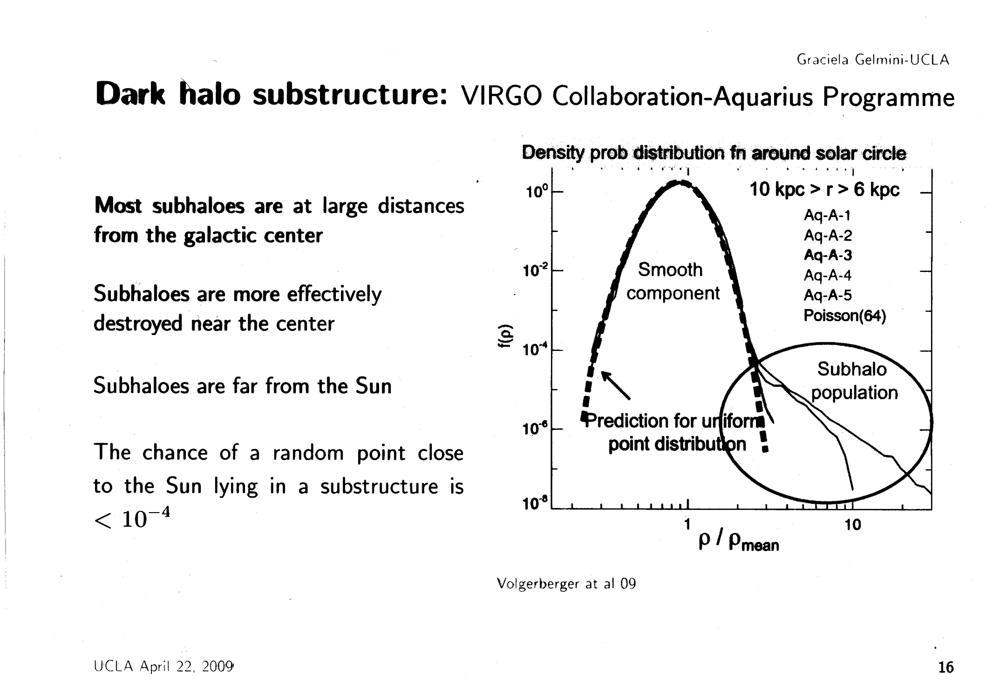 Graciela Gelmini-UCLA
Dark halo substructure: VIRGO Collaboration-Aquarius Programme
Most subhaloes are at large distances
from the galactic center
Subhaloes are more effectively
destroyed near the center
Subhaloes are far from the Sun
The chance of a random point close
to the Sun lying in a substructure is
< 10⁻⁴
Density prob distribution fn around solar circle
10 kpc > r > 6 kpc
Aq-A-1
Aq-A-2
Aq-A-3
Aq-A-4
Aq-A-5
Poisson(64)
Smooth
component
Subhalo
population
Prediction for uniform
point distribution
f(ρ)
10⁰
10⁻²
10⁻⁴
10⁻⁶
10⁻⁸
1
10
ρ / ρmean
Volgerberger at al 09
UCLA April 22, 2009
16